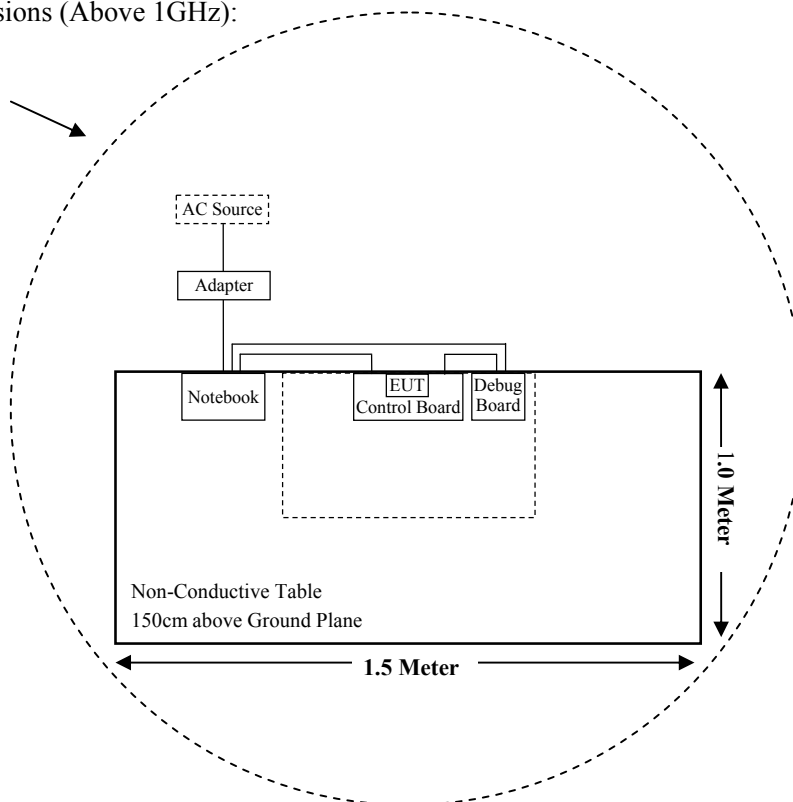 sions (Above 1GHz):
AC Source
Adapter
Notebook
EUT
Control Board
Debug
Board
1.0 Meter
Non-Conductive Table
150cm above Ground Plane
1.5 Meter